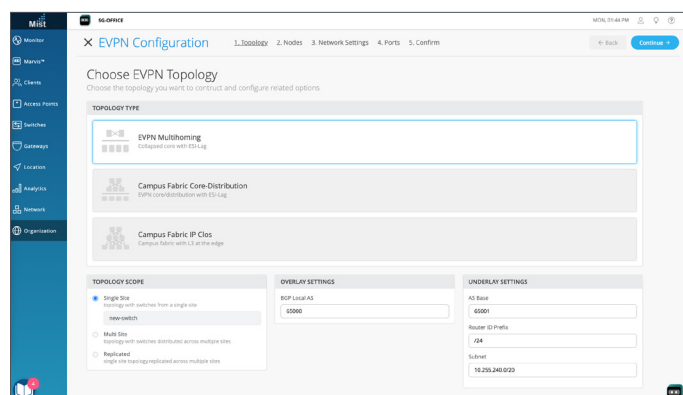 Mist
SG-OFFICE
MON, 01:44 PM
Monitor
Marvis™
Clients
Access Points
Switches
Gateways
Location
Analytics
Network
Organization
4
EVPN Configuration
1. Topology 2. Nodes 3. Network Settings 4. Ports 5. Confirm
← Back
Continue →
Choose EVPN Topology
Choose the topology you want to contruct and configure related options
TOPOLOGY TYPE
EVPN Multihoming
Collapsed core with ESI-Lag
Campus Fabric Core-Distribution
EVPN core/distribution with ESI-Lag
Campus Fabric IP Clos
Campus fabric with L3 at the edge
TOPOLOGY SCOPE
Single Site
topology with switches from a single site
new-switch
Multi Site
topology with switches distributes across multiple sites
Replicated
single site topology replicated across multiple sites
OVERLAY SETTINGS
BGP Local AS
65000
UNDERLAY SETTINGS
AS Base
65001
Router ID Prefix
/24
Subnet
10.255.240.0/20